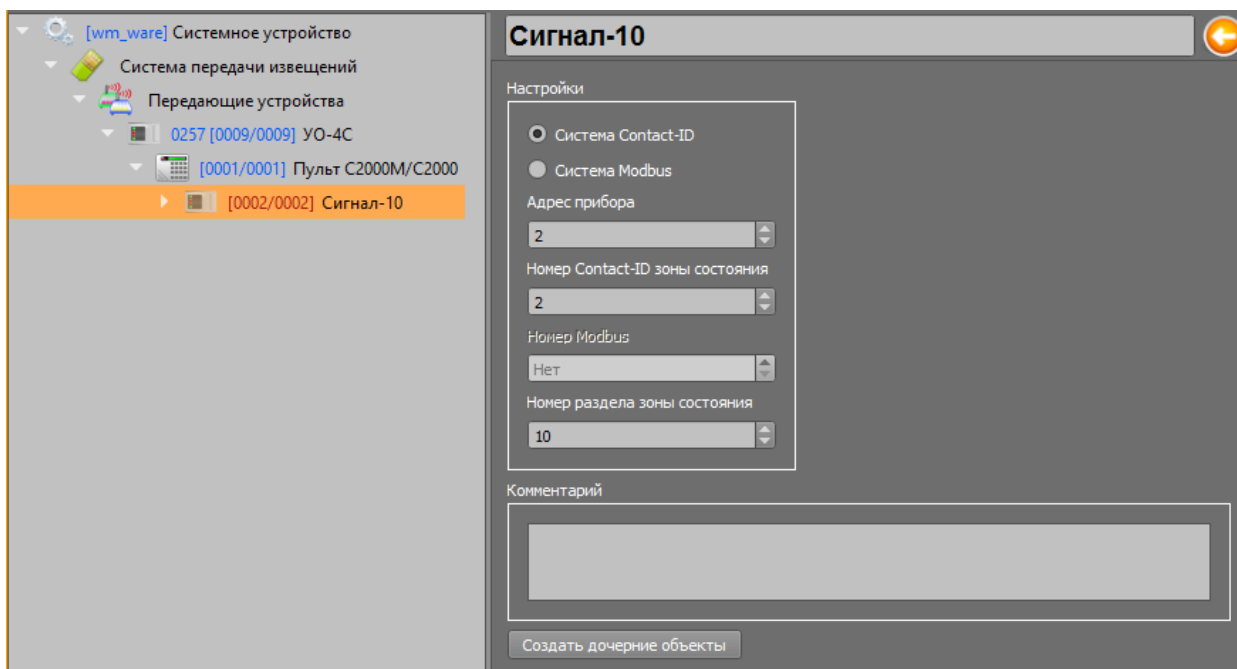 [wm_ware] Системное устройство
Система передачи извещений
Передающие устройства
0257 [0009/0009] УО-4С
[0001/0001] Пульт С2000М/С2000
[0002/0002] Сигнал-10
Сигнал-10
Настройки
Система Contact-ID
Система Modbus
Адрес прибора
2
Номер Contact-ID зоны состояния
2
Номер Modbus
Нет
Номер раздела зоны состояния
10
Комментарий
Создать дочерние объекты